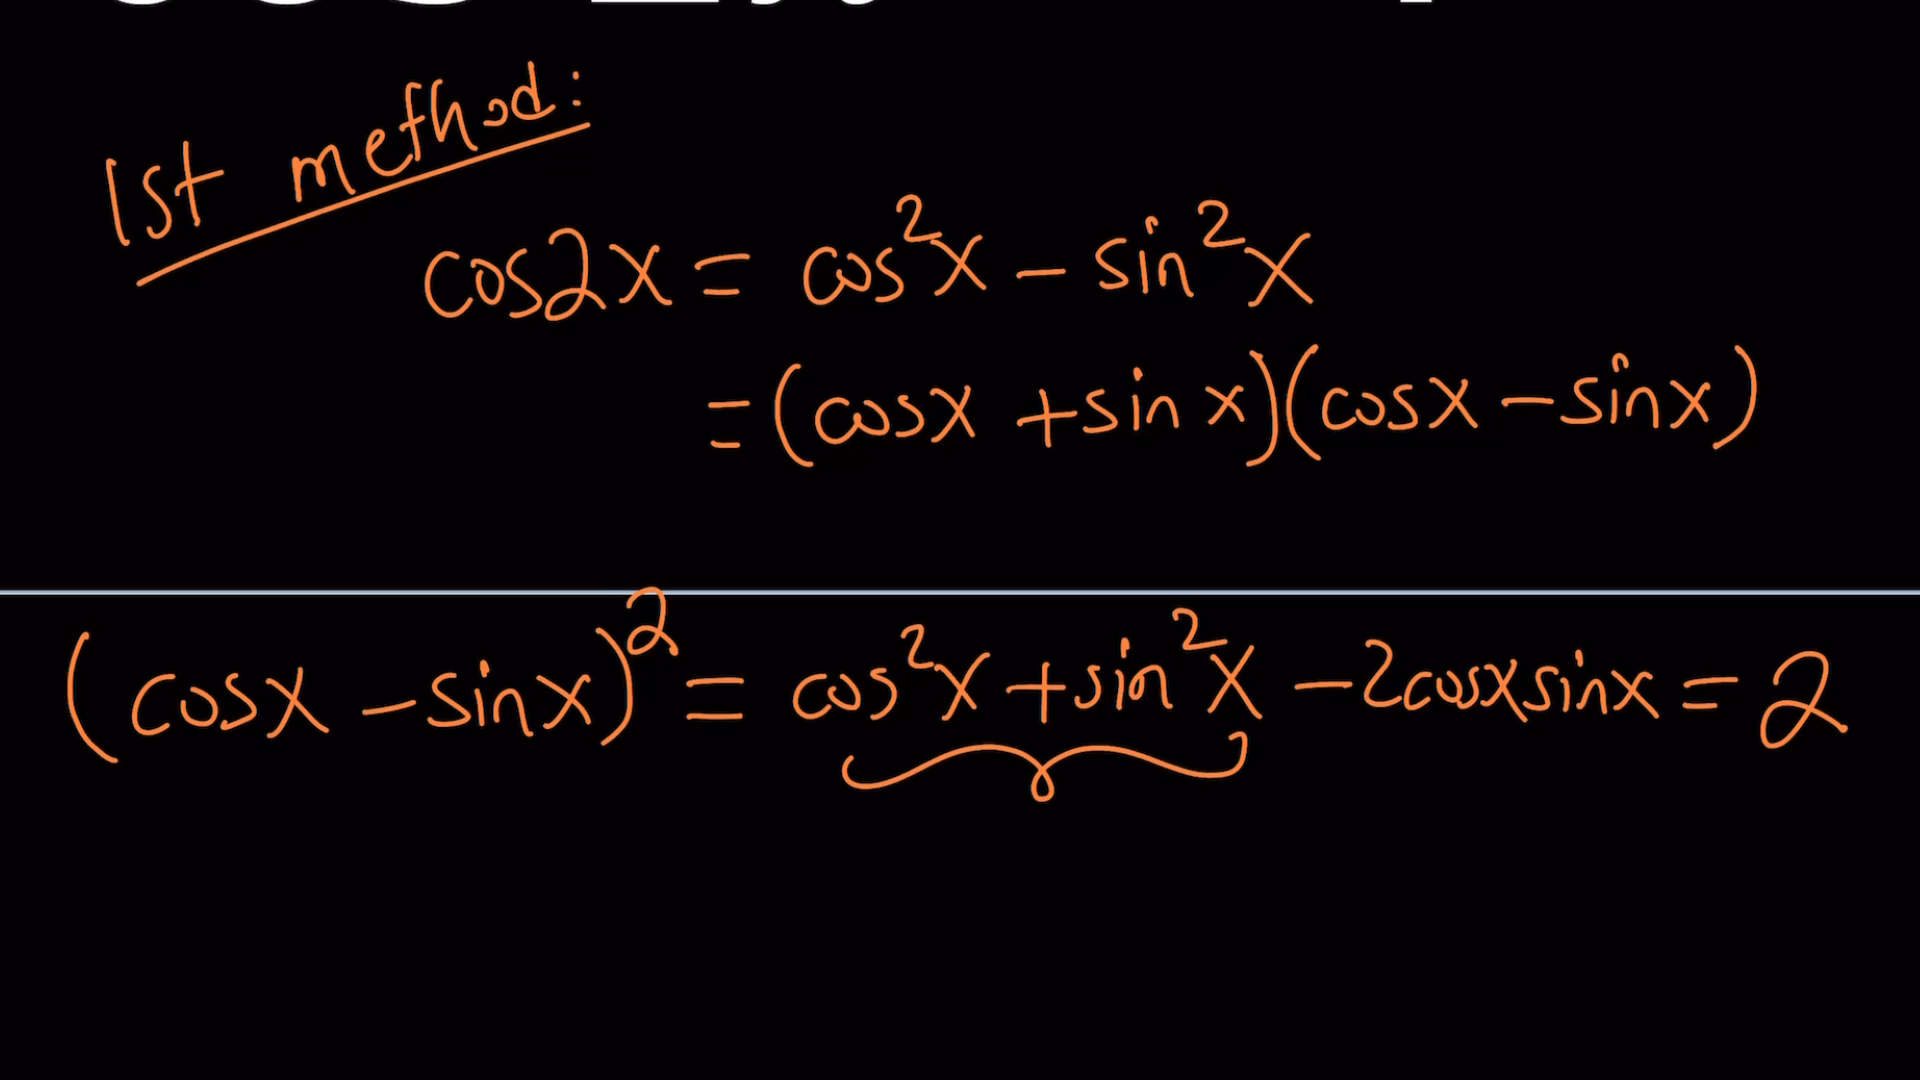 1st method:
cos2x = cos²x - sin²x
= (cosx + sin x)(cosx - sinx)
(cosx - sinx)² = cos²x + sin²x - 2cosxsinx = 2